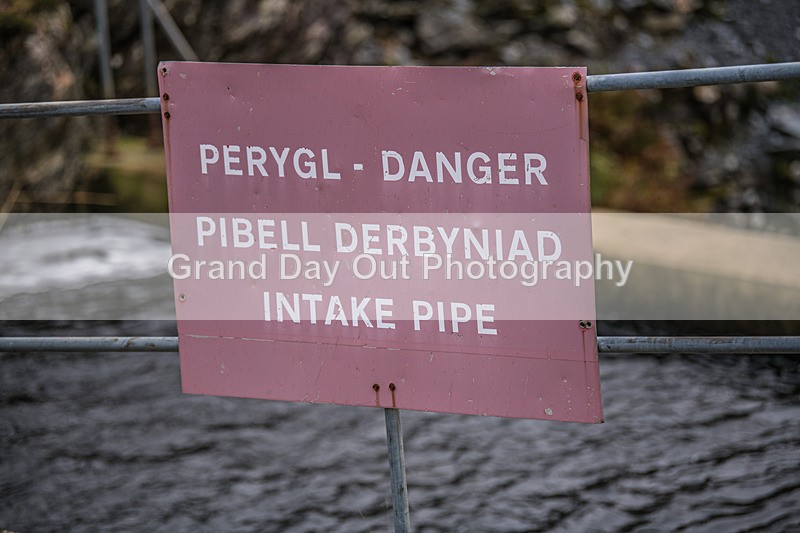 PERYGL - DANGER
PIBELL DERBYNIAD
Grand Day Out Photography
INTAKE PIPE